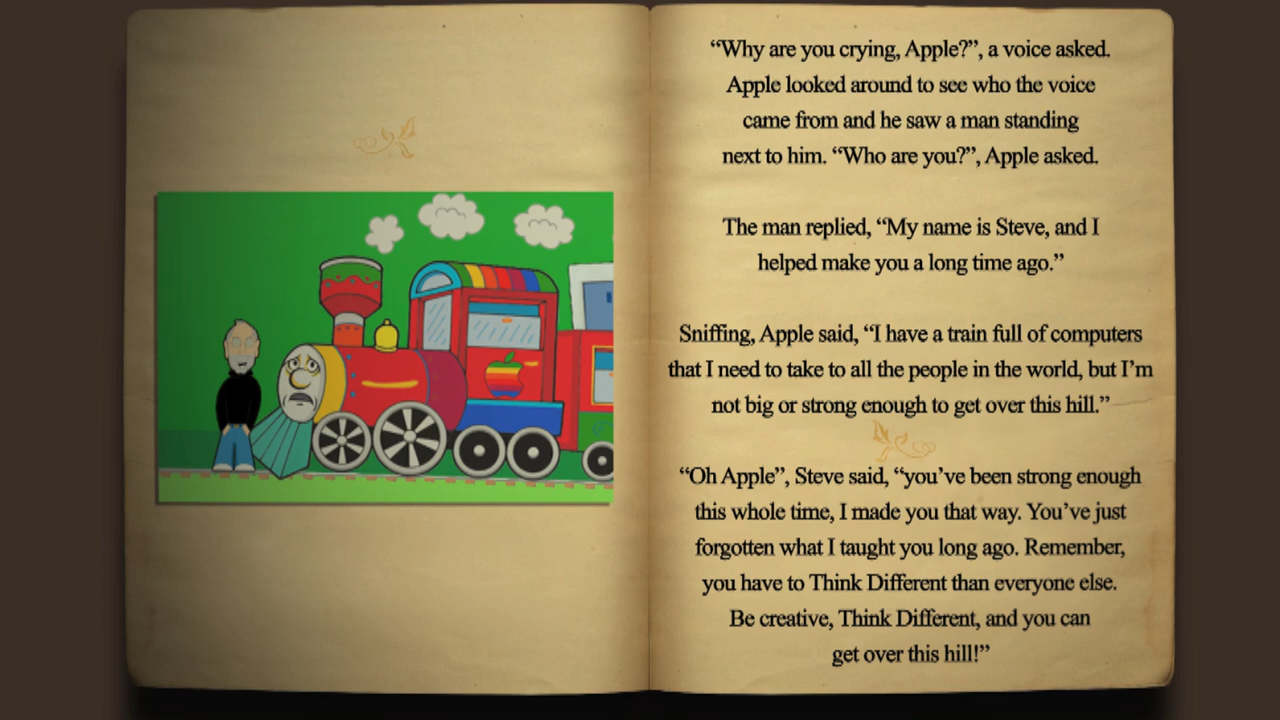 “Why are you crying, Apple?”, a voice asked.
Apple looked around to see who the voice
came from and he saw a man standing
next to him. “Who are you?”, Apple asked.
The man replied, “My name is Steve, and I
helped make you a long time ago.”
Sniffing, Apple said, “I have a train full of computers
that I need to take to all the people in the world, but I’m
not big or strong enough to get over this hill.”
“Oh Apple”, Steve said, “you’ve been strong enough
this whole time, I made you that way. You’ve just
forgotten what I taught you long ago. Remember,
you have to Think Different than everyone else.
Be creative, Think Different, and you can
get over this hill!”